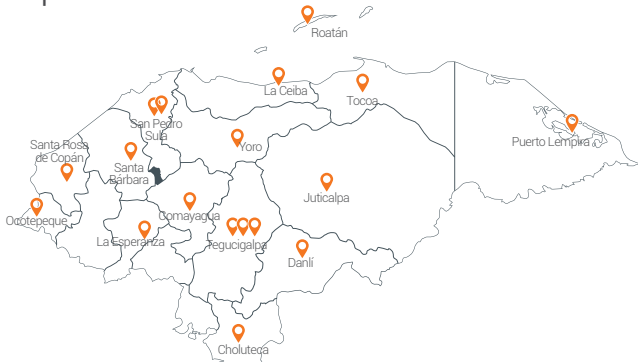 Roatán
La Ceiba
Tocoa
San Pedro
Sula
Puerto Lempira
Yoro
Santa Rosa
de Copán
Santa
Bárbara
Juticalpa
Comayagua
Ocotepeque
La Esperanza
Tegucigalpa
Danlí
Choluteca